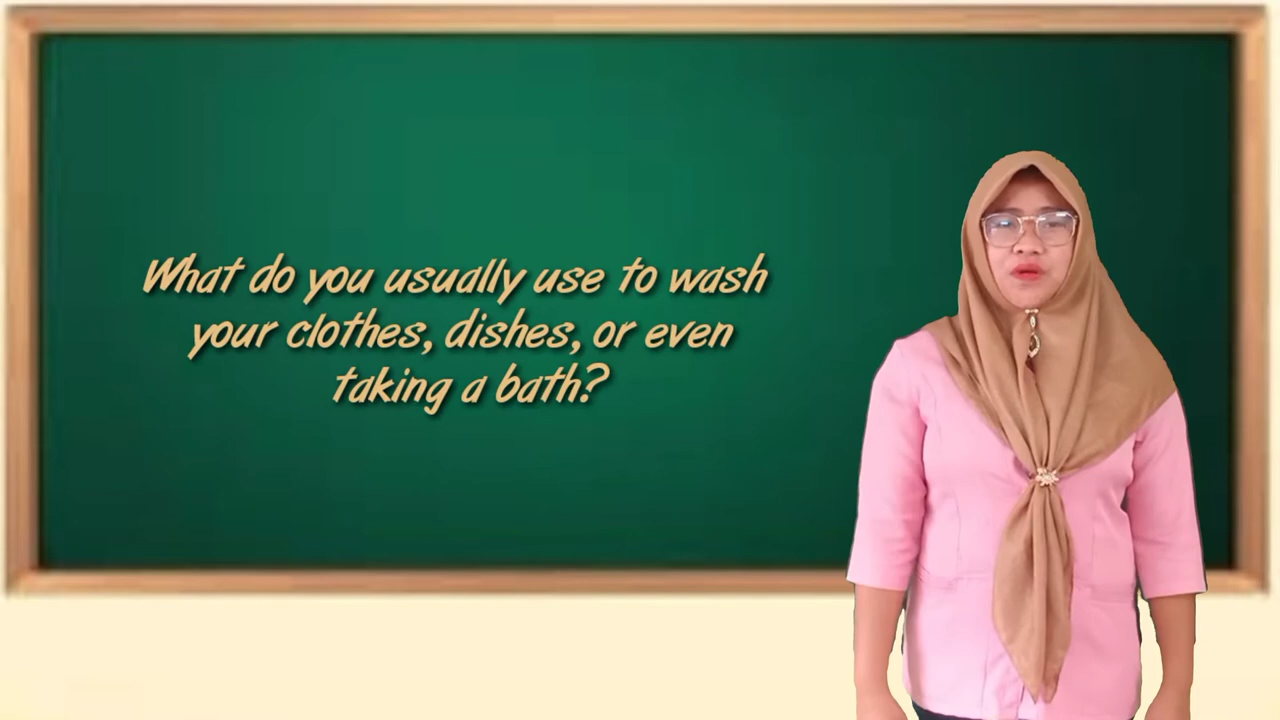 What do you usually use to wash
your clothes, dishes, or even
taking a bath?